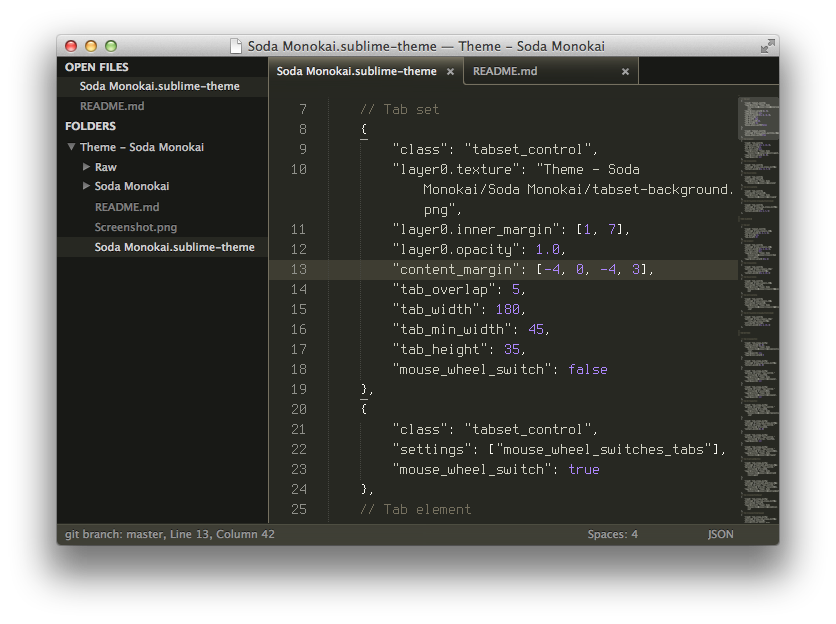 Soda Monokai.sublime-theme — Theme - Soda Monokai
OPEN FILES
Soda Monokai.sublime-theme
README.md
FOLDERS
Theme - Soda Monokai
Raw
Soda Monokai
README.md
Screenshot.png
Soda Monokai.sublime-theme
Soda Monokai.sublime-theme × README.md ×
7 // Tab set
8 {
9 "class": "tabset_control",
10 "layer0.texture": "Theme - Soda
Monokai/Soda Monokai/tabset-background.
png",
11 "layer0.inner_margin": [1, 7],
12 "layer0.opacity": 1.0,
13 "content_margin": [-4, 0, -4, 3],
14 "tab_overlap": 5,
15 "tab_width": 180,
16 "tab_min_width": 45,
17 "tab_height": 35,
18 "mouse_wheel_switch": false
19 },
20 {
21 "class": "tabset_control",
22 "settings": ["mouse_wheel_switches_tabs"],
23 "mouse_wheel_switch": true
24 },
25 // Tab element
git branch: master, Line 13, Column 42 Spaces: 4 JSON